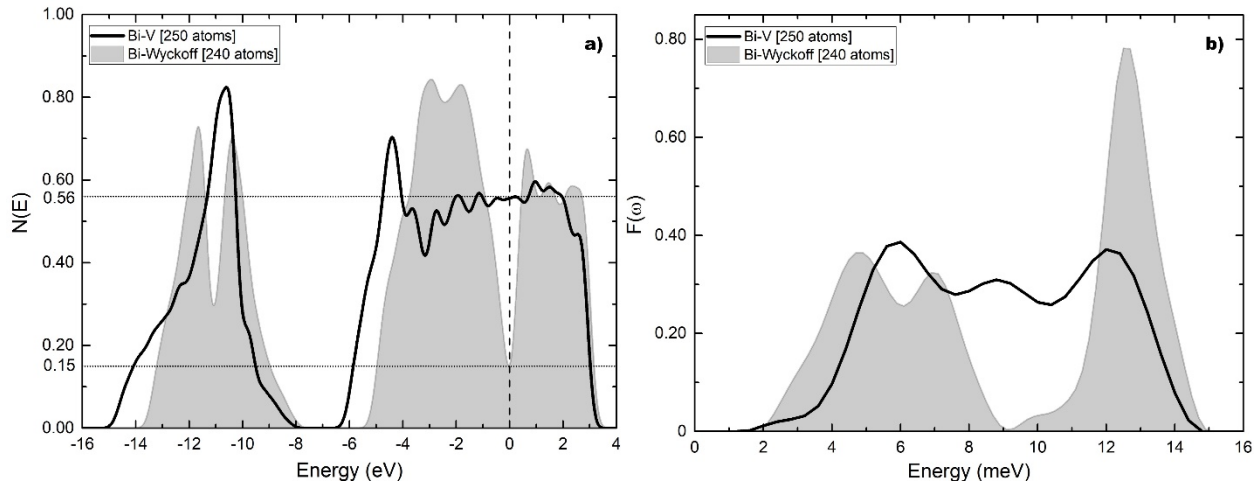 Bi-V [250 atoms]
Bi-Wyckoff [240 atoms]
a)
N(E)
1.00
0.80
0.60
0.56
0.40
0.20
0.15
0.00
-16 -14 -12 -10 -8 -6 -4 -2 0 2 4
Energy (eV)
Bi-V [250 atoms]
Bi-Wyckoff [240 atoms]
b)
F(ω)
0.80
0.60
0.40
0.20
0
0 2 4 6 8 10 12 14 16
Energy (meV)